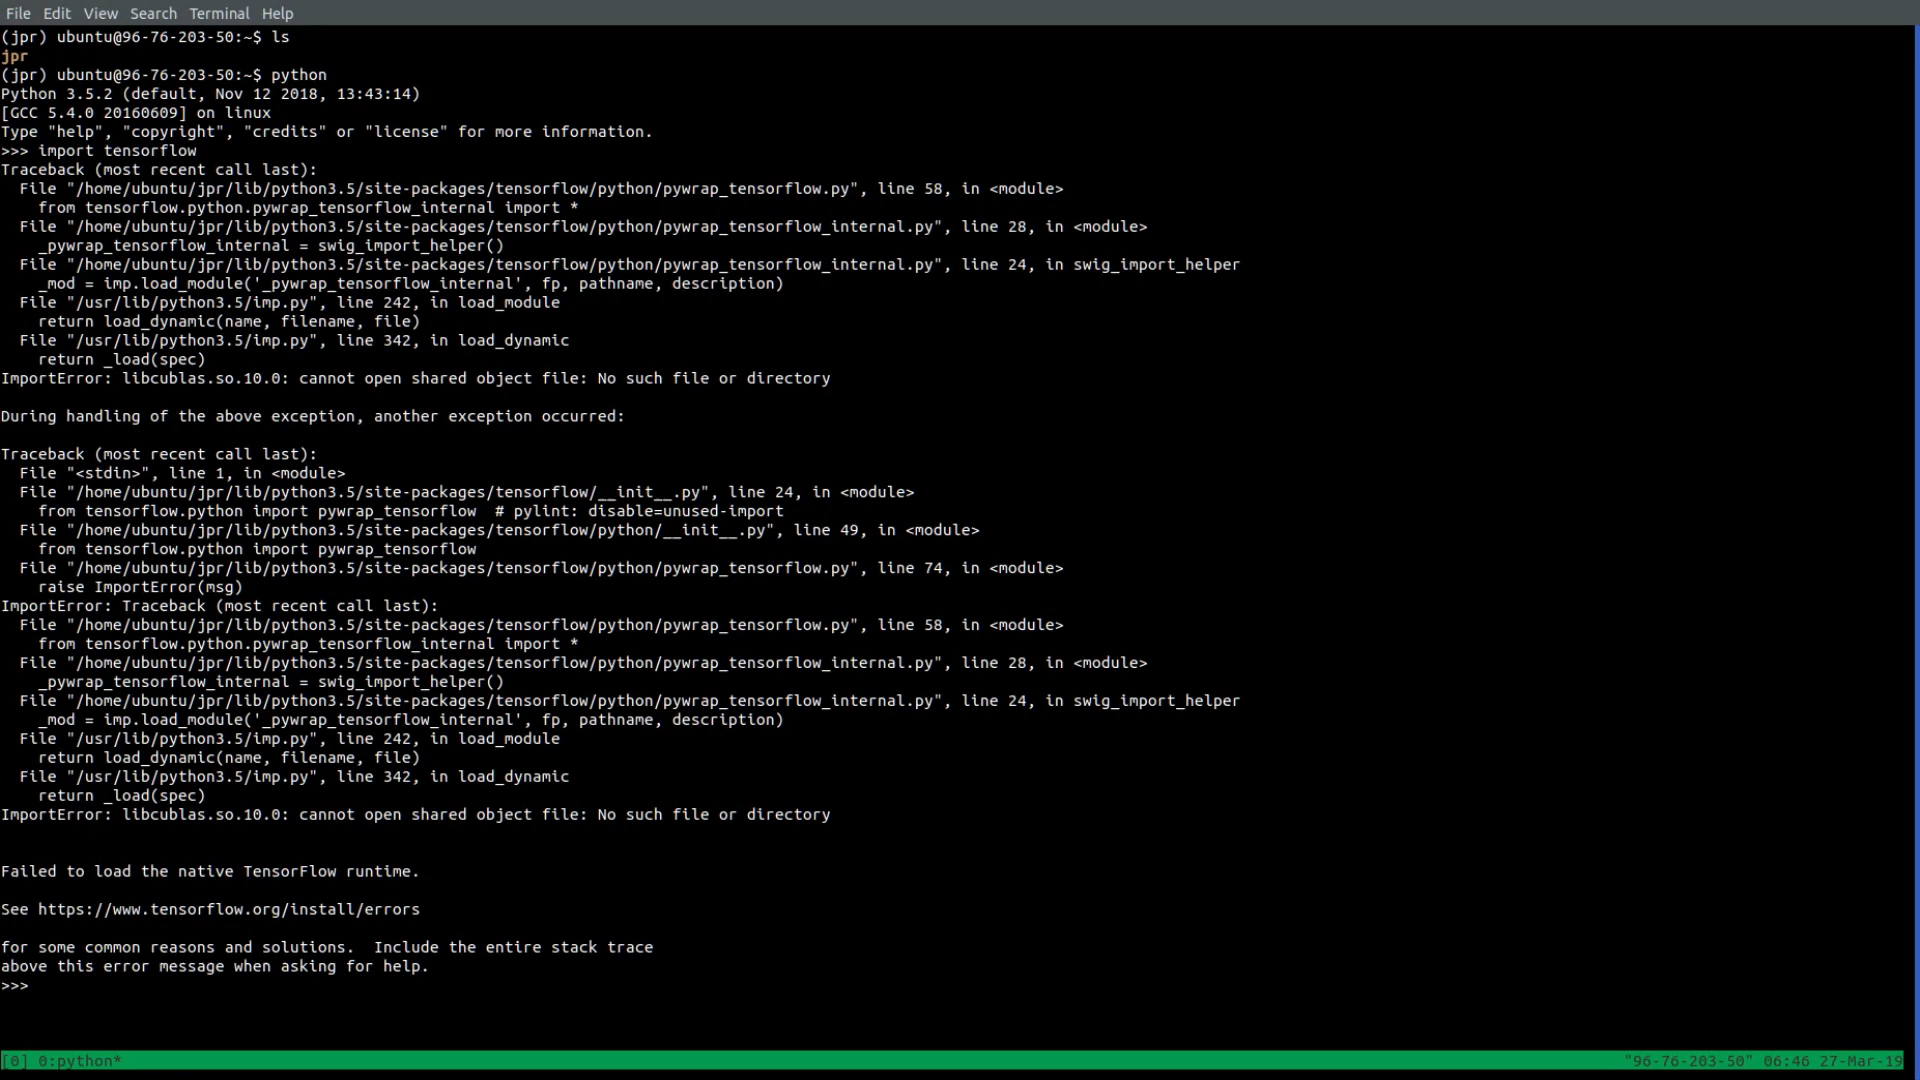 File Edit View Search Terminal Help
(jpr) ubuntu@96-76-203-50:~$ ls
jpr
(jpr) ubuntu@96-76-203-50:~$ python
Python 3.5.2 (default, Nov 12 2018, 13:43:14)
[GCC 5.4.0 20160609] on linux
Type "help", "copyright", "credits" or "license" for more information.
>>> import tensorflow
Traceback (most recent call last):
  File "/home/ubuntu/jpr/lib/python3.5/site-packages/tensorflow/python/pywrap_tensorflow.py", line 58, in <module>
    from tensorflow.python.pywrap_tensorflow_internal import *
  File "/home/ubuntu/jpr/lib/python3.5/site-packages/tensorflow/python/pywrap_tensorflow_internal.py", line 28, in <module>
    _pywrap_tensorflow_internal = swig_import_helper()
  File "/home/ubuntu/jpr/lib/python3.5/site-packages/tensorflow/python/pywrap_tensorflow_internal.py", line 24, in swig_import_helper
    _mod = imp.load_module('_pywrap_tensorflow_internal', fp, pathname, description)
  File "/usr/lib/python3.5/imp.py", line 242, in load_module
    return load_dynamic(name, filename, file)
  File "/usr/lib/python3.5/imp.py", line 342, in load_dynamic
    return _load(spec)
ImportError: libcublas.so.10.0: cannot open shared object file: No such file or directory

During handling of the above exception, another exception occurred:

Traceback (most recent call last):
  File "<stdin>", line 1, in <module>
  File "/home/ubuntu/jpr/lib/python3.5/site-packages/tensorflow/__init__.py", line 24, in <module>
    from tensorflow.python import pywrap_tensorflow  # pylint: disable=unused-import
  File "/home/ubuntu/jpr/lib/python3.5/site-packages/tensorflow/python/__init__.py", line 49, in <module>
    from tensorflow.python import pywrap_tensorflow
  File "/home/ubuntu/jpr/lib/python3.5/site-packages/tensorflow/python/pywrap_tensorflow.py", line 74, in <module>
    raise ImportError(msg)
ImportError: Traceback (most recent call last):
  File "/home/ubuntu/jpr/lib/python3.5/site-packages/tensorflow/python/pywrap_tensorflow.py", line 58, in <module>
    from tensorflow.python.pywrap_tensorflow_internal import *
  File "/home/ubuntu/jpr/lib/python3.5/site-packages/tensorflow/python/pywrap_tensorflow_internal.py", line 28, in <module>
    _pywrap_tensorflow_internal = swig_import_helper()
  File "/home/ubuntu/jpr/lib/python3.5/site-packages/tensorflow/python/pywrap_tensorflow_internal.py", line 24, in swig_import_helper
    _mod = imp.load_module('_pywrap_tensorflow_internal', fp, pathname, description)
  File "/usr/lib/python3.5/imp.py", line 242, in load_module
    return load_dynamic(name, filename, file)
  File "/usr/lib/python3.5/imp.py", line 342, in load_dynamic
    return _load(spec)
ImportError: libcublas.so.10.0: cannot open shared object file: No such file or directory


Failed to load the native TensorFlow runtime.

See https://www.tensorflow.org/install/errors

for some common reasons and solutions.  Include the entire stack trace
above this error message when asking for help.
>>>
[0] 0:python* "96-76-203-50" 06:46 27-Mar-19